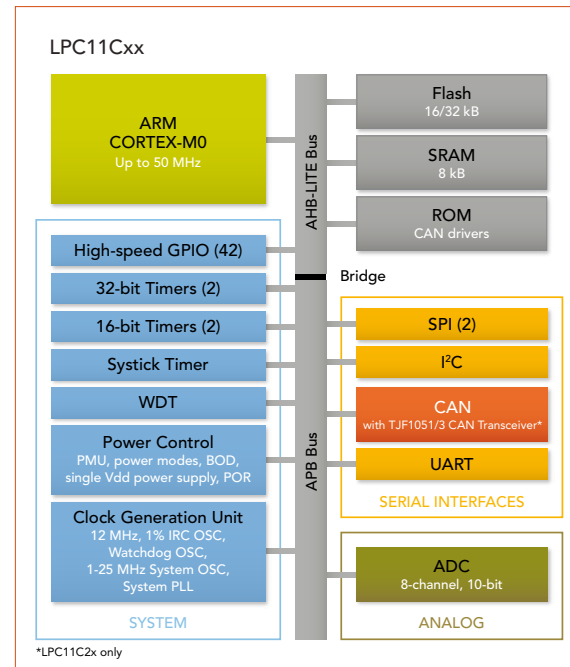 LPC11Cxx
ARM
CORTEX-M0
Up to 50 MHz
AHB-LITE Bus
Flash
16/32 kB
SRAM
8 kB
ROM
CAN drivers
High-speed GPIO (42)
32-bit Timers (2)
16-bit Timers (2)
Systick Timer
WDT
Power Control
PMU, power modes, BOD,
single Vdd power supply, POR
Clock Generation Unit
12 MHz, 1% IRC OSC,
Watchdog OSC,
1-25 MHz System OSC,
System PLL
SYSTEM
Bridge
APB Bus
SPI (2)
I²C
CAN
with TJF1051/3 CAN Transceiver*
UART
SERIAL INTERFACES
ADC
8-channel, 10-bit
ANALOG
*LPC11C2x only